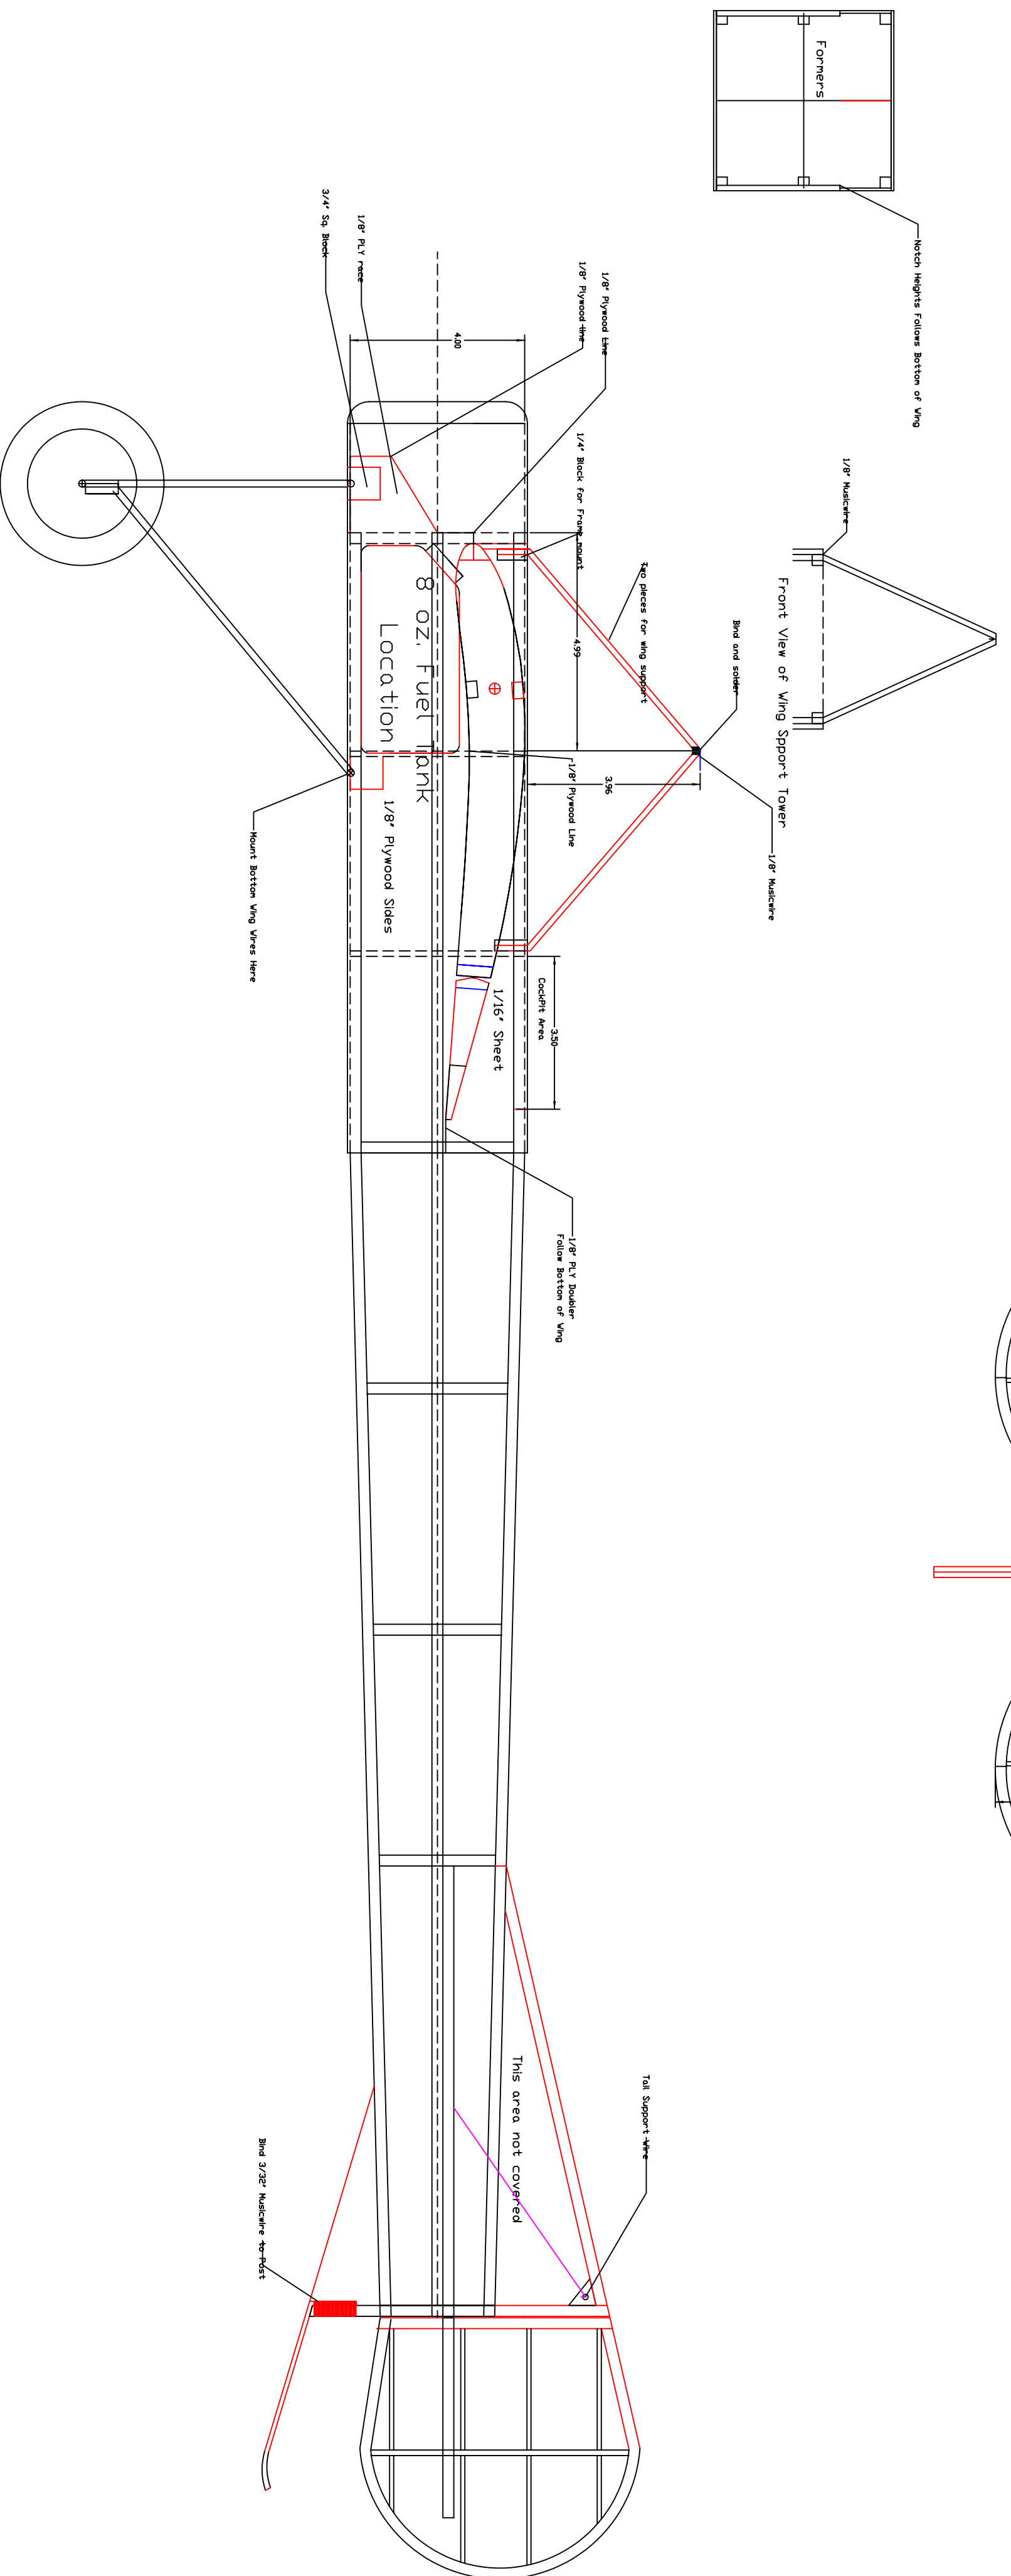 Formers
Notch Heights Follows Bottom of Wing
3/4" Sq. Block
1/8" PLY race
1/8" Plywood line
1/8" Plywood Line
4.00
1/4" Block for Frame mount
1/8" Musicwire
Front View of Wing Spport Tower
Two pieces for wing support
Bind and solder
4.99
3.96
1/8" Musicwire
8 oz. Fuel Tank
Location
1/8" Plywood Line
1/8" Plywood Sides
Mount Bottom Wing Wires Here
1/16" Sheet
CockPit Area
3.50
1/8" PLY Doubler
Follow Bottom of Wing
This area not covered
Tail Support Wire
Bind 3/32" Musicwire to Post